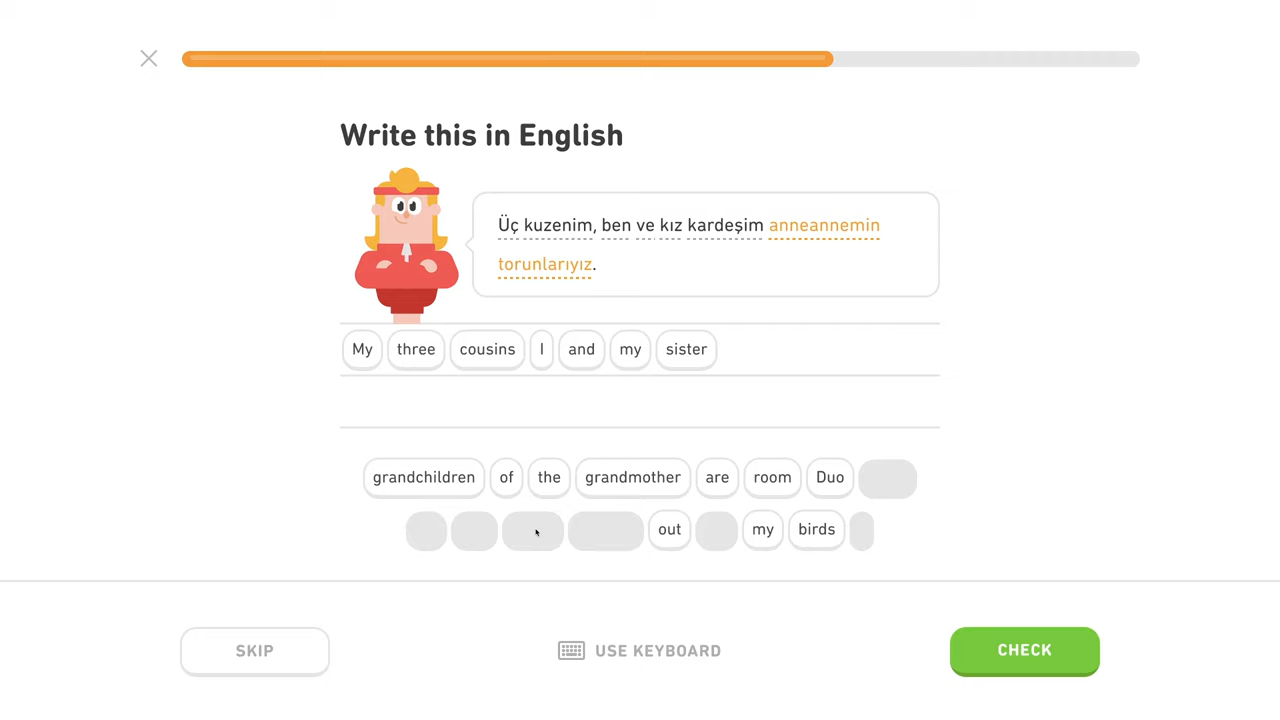 Write this in English
Üç kuzenim, ben ve kız kardeşim anneannemin
torunlarıyız.
My three cousins I and my sister
grandchildren of the grandmother are room Duo
out my birds
SKIP USE KEYBOARD CHECK